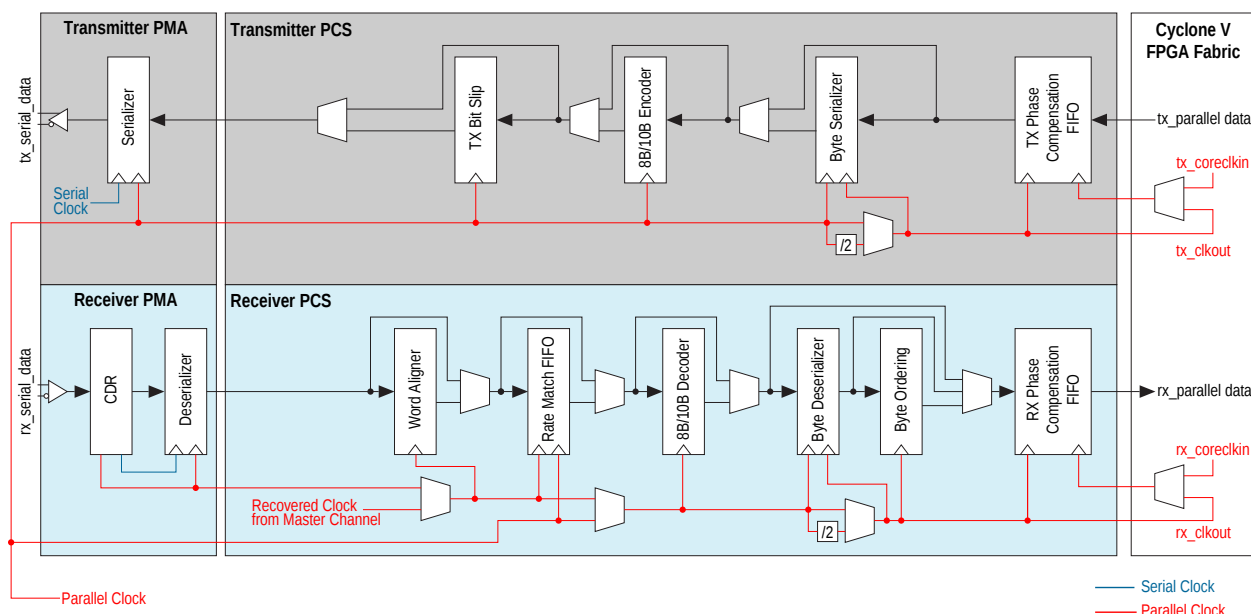 Transmitter PMA
Transmitter PCS
Cyclone V
FPGA Fabric
tx_serial_data
Serializer
TX Bit Slip
8B/10B Encoder
Byte Serializer
TX Phase
Compensation
FIFO
tx_parallel data
tx_coreclkin
Serial
Clock
/2
tx_clkout
Receiver PMA
Receiver PCS
rx_serial_data
CDR
Deserializer
Word Aligner
Rate Match FIFO
8B/10B Decoder
Byte Deserializer
Byte Ordering
RX Phase
Compensation
FIFO
rx_parallel data
rx_coreclkin
Recovered Clock
from Master Channel
/2
rx_clkout
Parallel Clock
Serial Clock
Parallel Clock